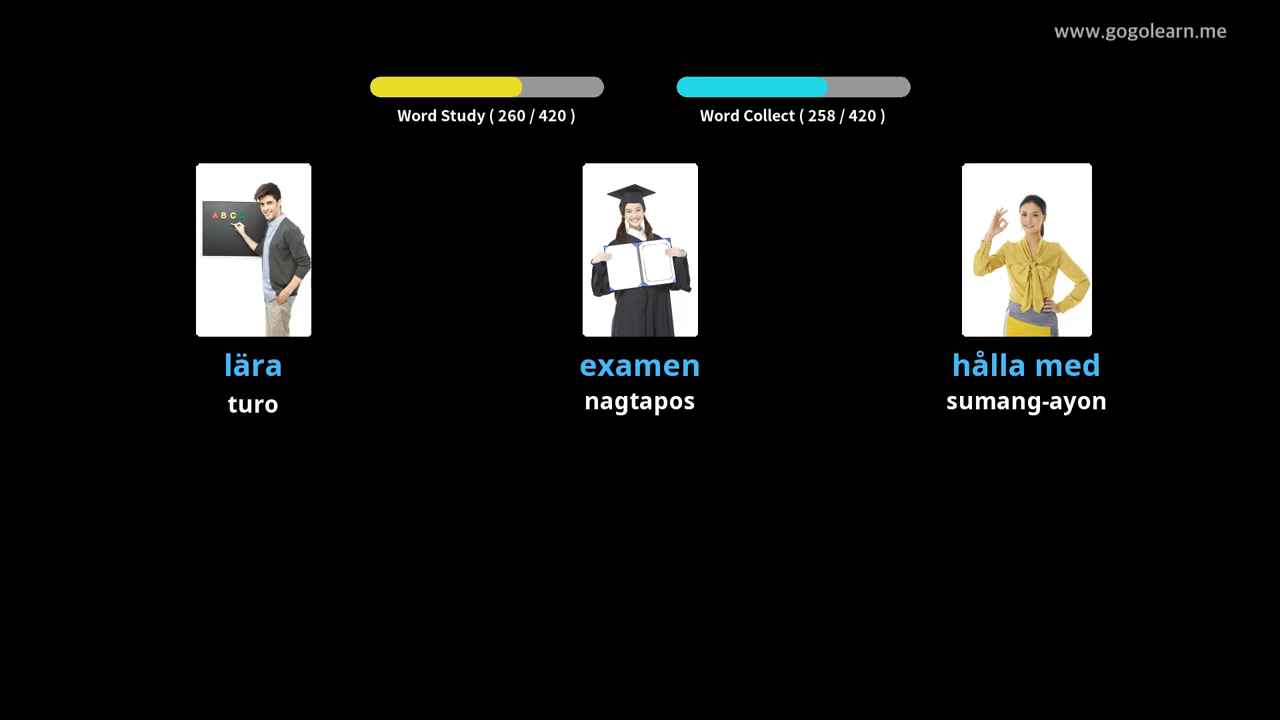 www.gogolearn.me
Word Study ( 260 / 420 )
Word Collect ( 258 / 420 )
A B C D
lära
examen
hålla med
turo
nagtapos
sumang-ayon